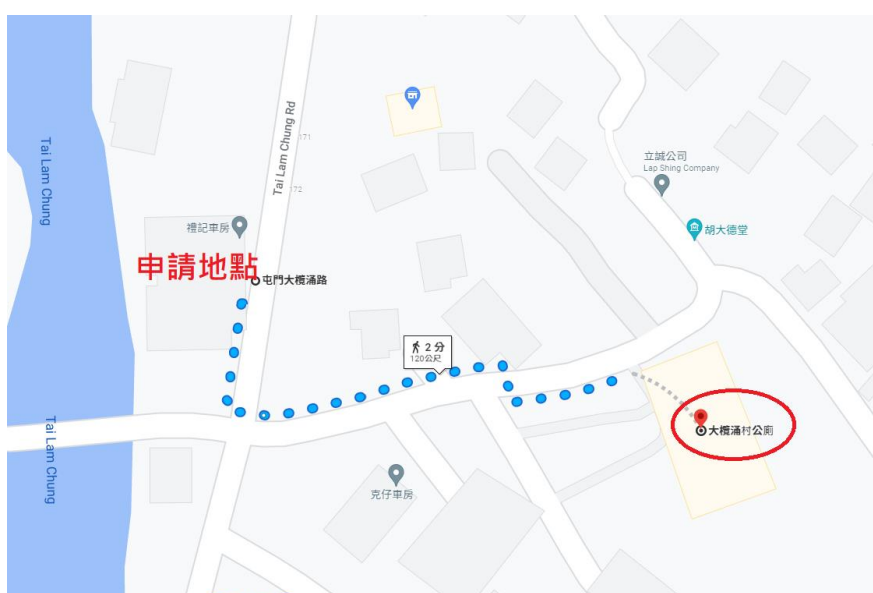 Tai Lam Chung Rd
171
172
立誠公司
Lap Shing Company
Tai Lam Chung
禮記車房
胡大德堂
申請地點
屯門大欖涌路
2 分
120公尺
大欖涌村公廁
Tai Lam Chung
克仔車房